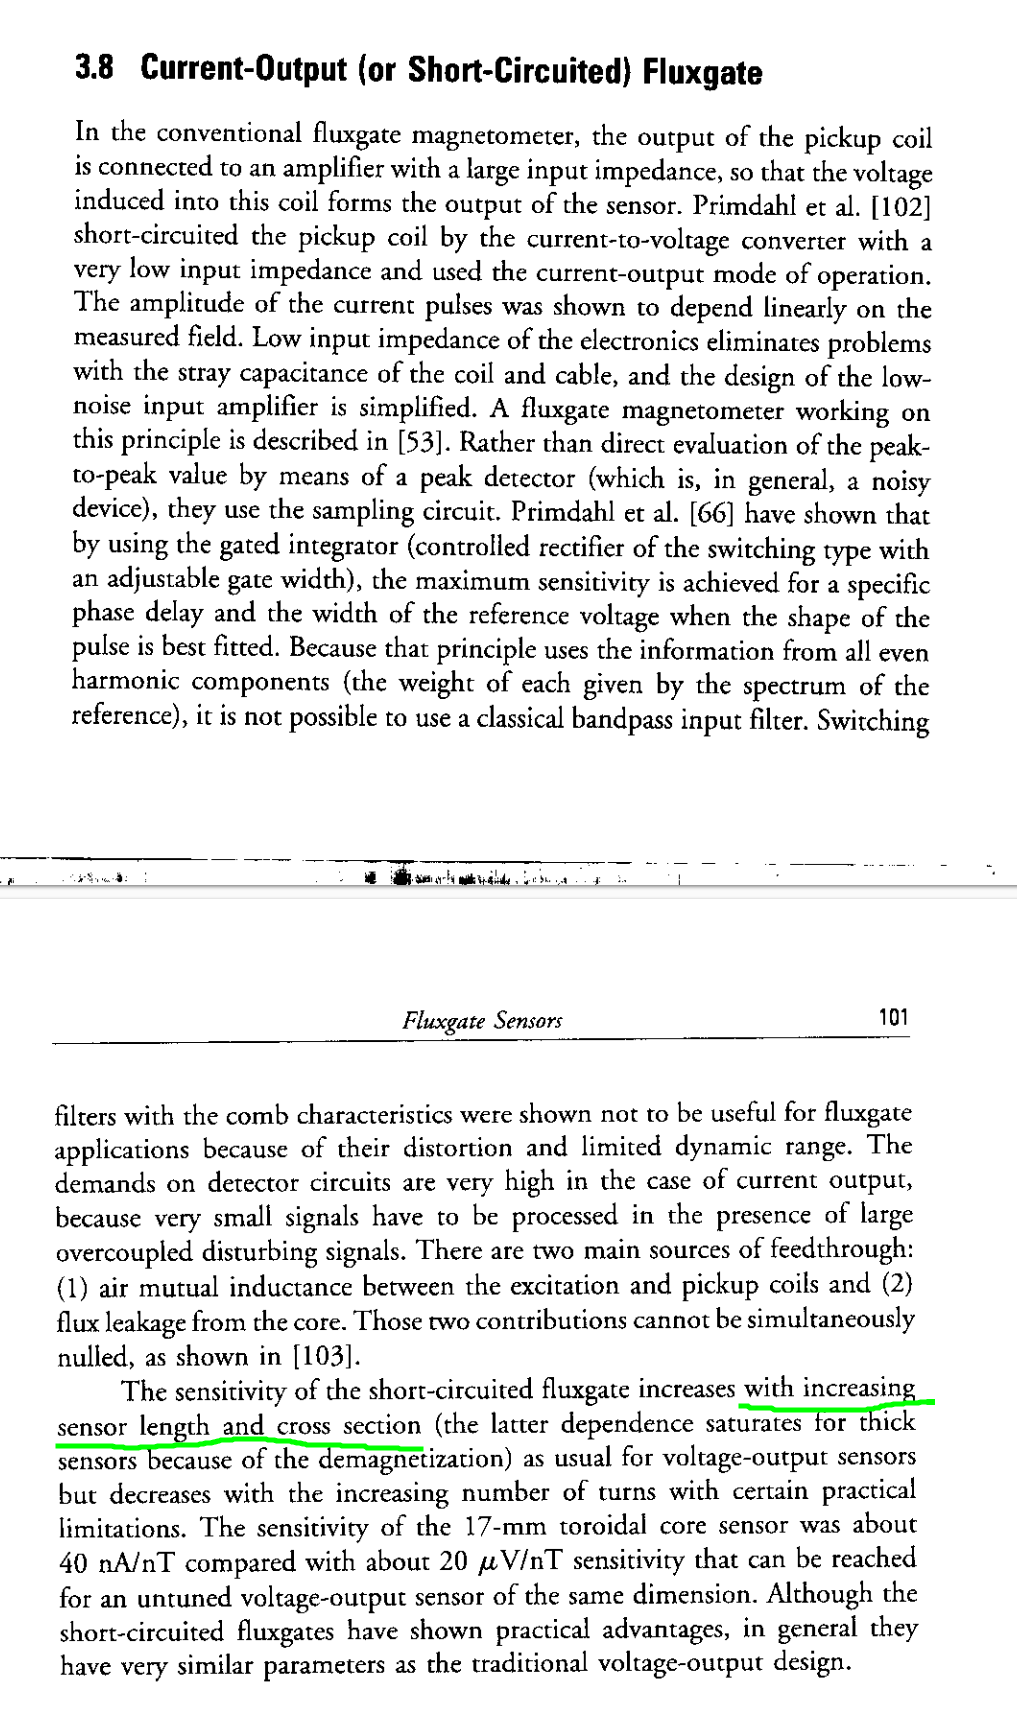 3.8 Current-Output (or Short-Circuited) Fluxgate
In the conventional fluxgate magnetometer, the output of the pickup coil
is connected to an amplifier with a large input impedance, so that the voltage
induced into this coil forms the output of the sensor. Primdahl et al. [102]
short-circuited the pickup coil by the current-to-voltage converter with a
very low input impedance and used the current-output mode of operation.
The amplitude of the current pulses was shown to depend linearly on the
measured field. Low input impedance of the electronics eliminates problems
with the stray capacitance of the coil and cable, and the design of the low-
noise input amplifier is simplified. A fluxgate magnetometer working on
this principle is described in [53]. Rather than direct evaluation of the peak-
to-peak value by means of a peak detector (which is, in general, a noisy
device), they use the sampling circuit. Primdahl et al. [66] have shown that
by using the gated integrator (controlled rectifier of the switching type with
an adjustable gate width), the maximum sensitivity is achieved for a specific
phase delay and the width of the reference voltage when the shape of the
pulse is best fitted. Because that principle uses the information from all even
harmonic components (the weight of each given by the spectrum of the
reference), it is not possible to use a classical bandpass input filter. Switching
Fluxgate Sensors 101
filters with the comb characteristics were shown not to be useful for fluxgate
applications because of their distortion and limited dynamic range. The
demands on detector circuits are very high in the case of current output,
because very small signals have to be processed in the presence of large
overcoupled disturbing signals. There are two main sources of feedthrough:
(1) air mutual inductance between the excitation and pickup coils and (2)
flux leakage from the core. Those two contributions cannot be simultaneously
nulled, as shown in [103].
The sensitivity of the short-circuited fluxgate increases with increasing
sensor length and cross section (the latter dependence saturates for thick
sensors because of the demagnetization) as usual for voltage-output sensors
but decreases with the increasing number of turns with certain practical
limitations. The sensitivity of the 17-mm toroidal core sensor was about
40 nA/nT compared with about 20 μV/nT sensitivity that can be reached
for an untuned voltage-output sensor of the same dimension. Although the
short-circuited fluxgates have shown practical advantages, in general they
have very similar parameters as the traditional voltage-output design.